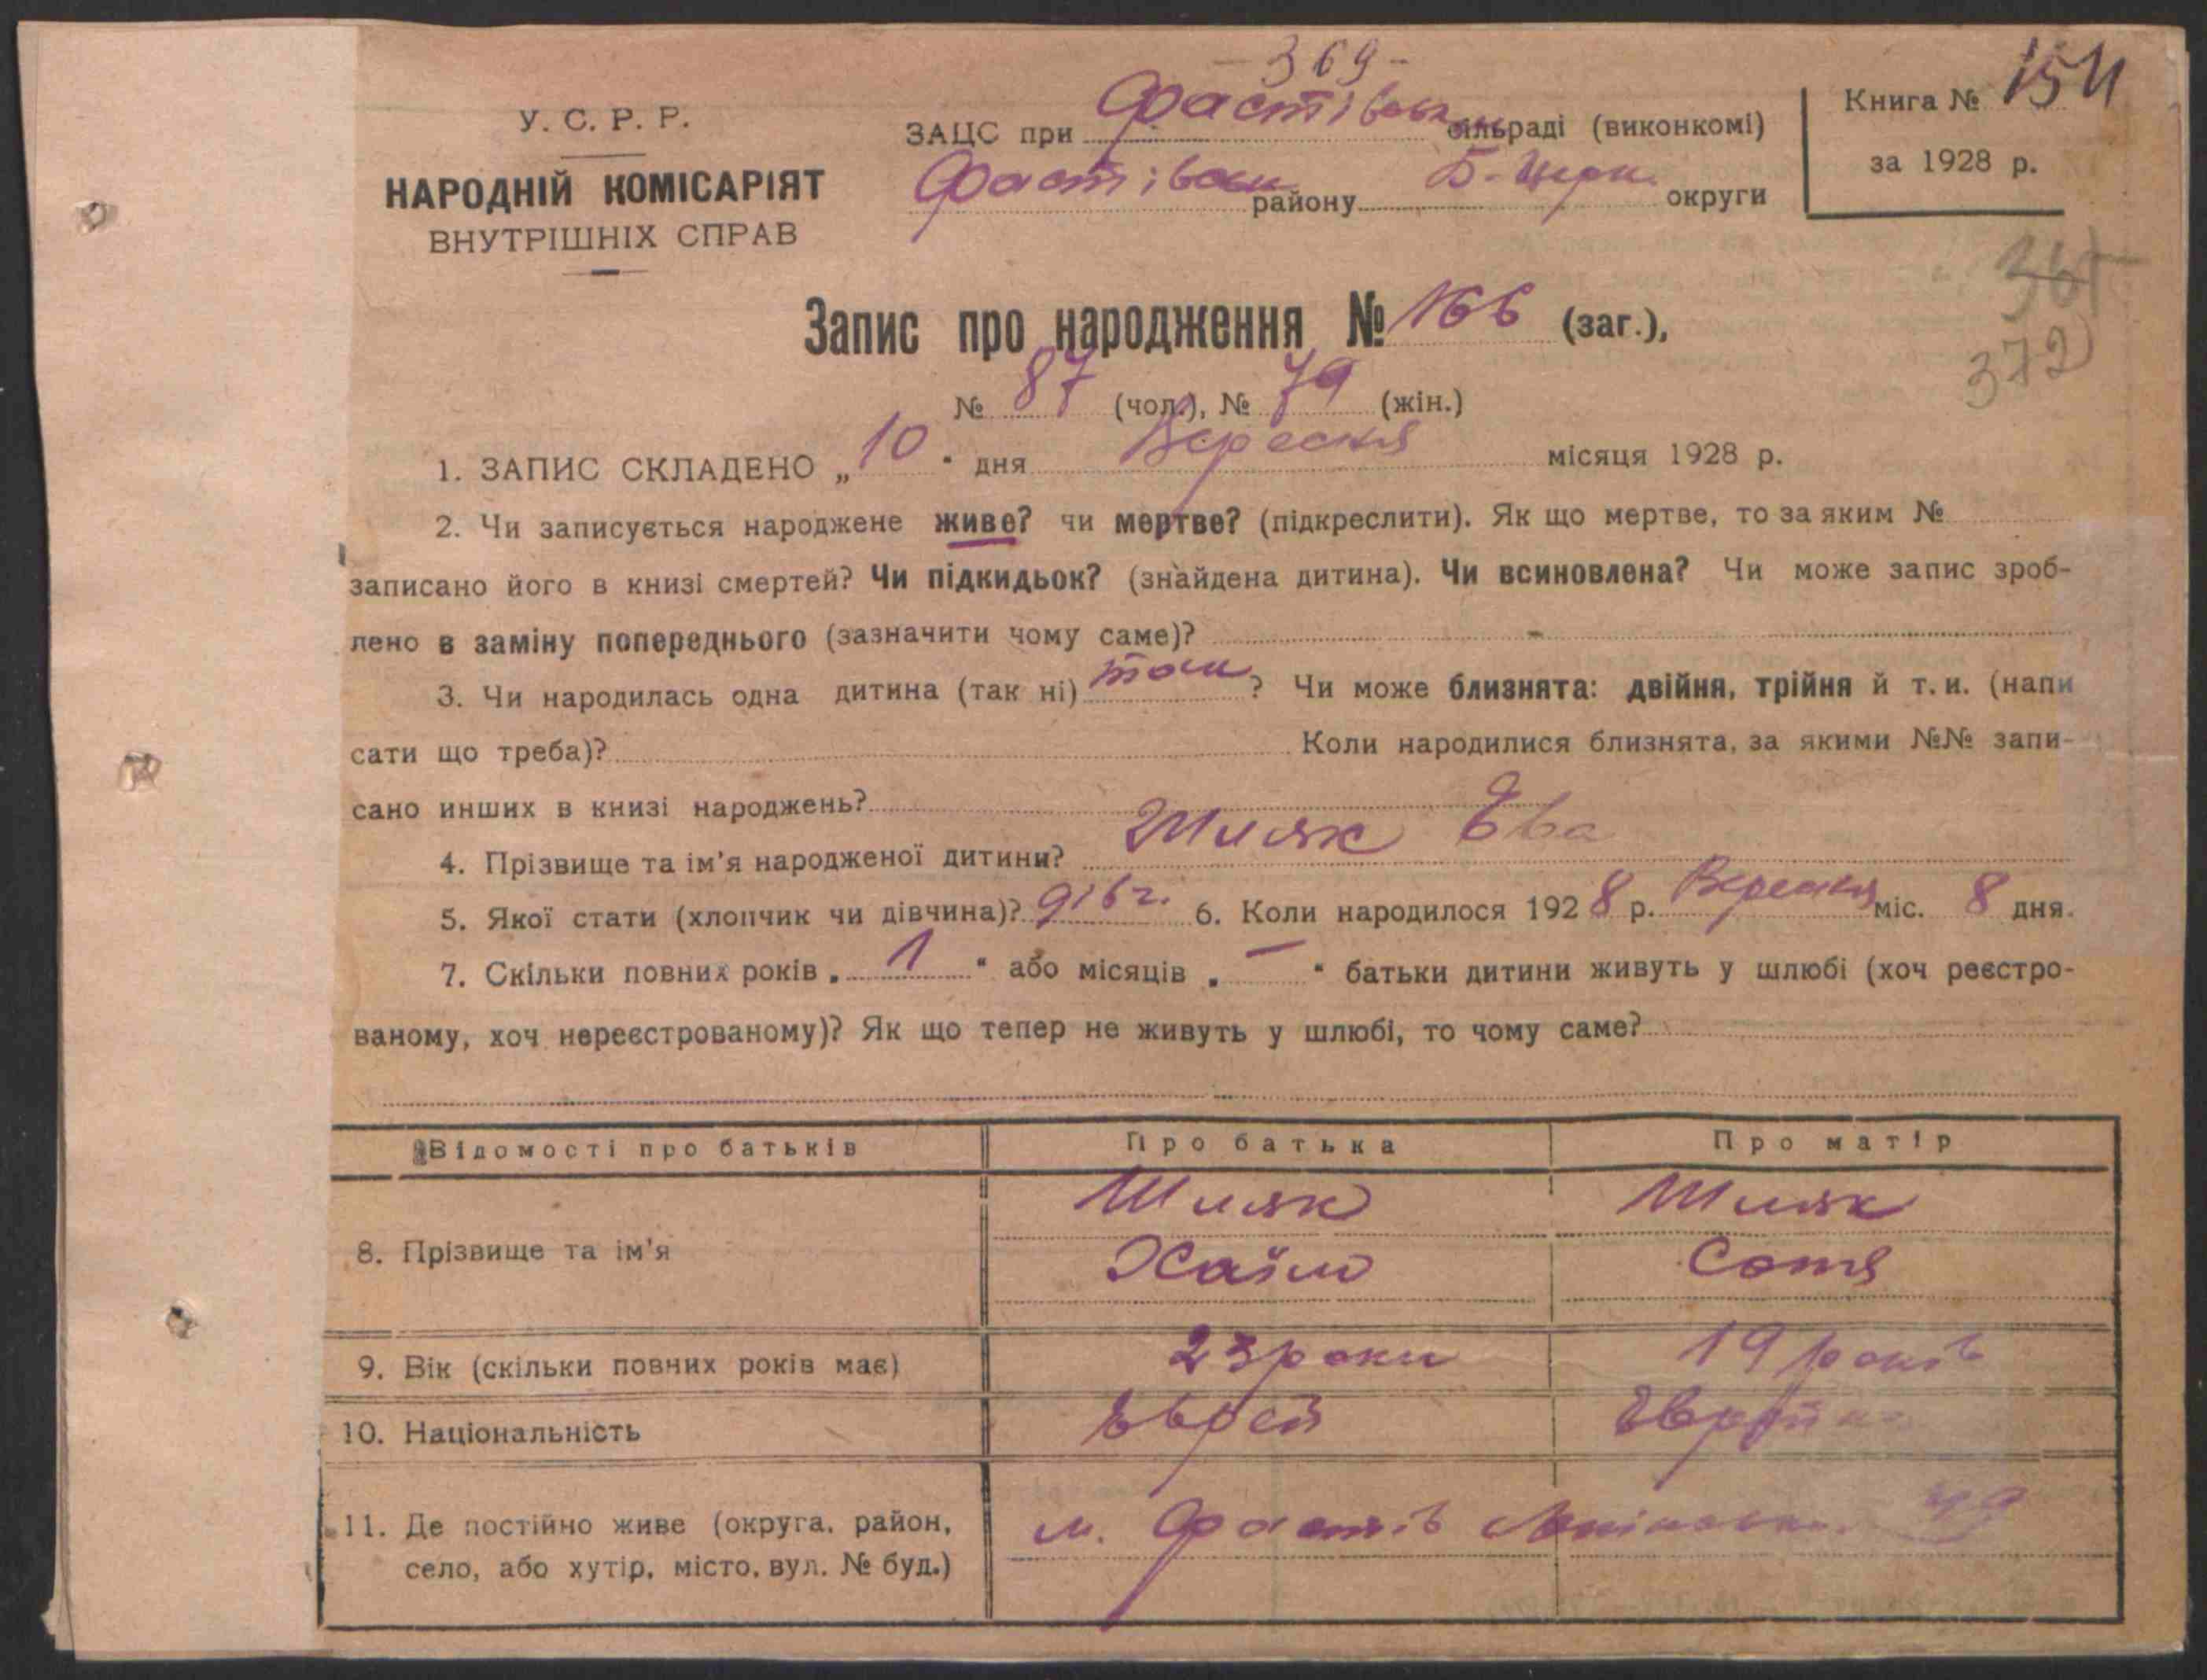 - 369 -
У. С. Р. Р.
НАРОДНІЙ КОМІСАРІЯТ
ВНУТРІШНІХ СПРАВ
ЗАЦС при Фастівськ. сільраді (виконкомі)
Фастівськ района Б-Церк. округи
Книга № 154
за 1928 р.
372
Запис про народження № 166 (заг.),
№ 87 (чол.), № 79 (жін.)
1. ЗАПИС СКЛАДЕНО „10" дня Вересня місяця 1928 р.
2. Чи записується народжене живе? чи мертве? (підкреслити). Як що мертве, то за яким №
записано його в книзі смертей? Чи підкидьок? (знайдена дитина). Чи всиновлена? Чи може запис зроб-
лено в заміну попереднього (зазначити чому саме)? -
3. Чи народилась одна дитина (так ні) так ? Чи може близнята: двійня, трійня й т. и. (напи
сати що треба)? Коли народилися близнята, за якими №№ запи-
сано инших в книзі народжень?
4. Прізвище та ім'я народженої дитини? Шляк Ева
5. Якої стати (хлопчик чи дівчина)? дівч. 6. Коли народилося 1928 р. Вересня міс. 8 дня.
7. Скільки повних років „ 1 " або місяців „ — " батьки дитини живуть у шлюбі (хоч реєстро-
ваному, хоч нереєстрованому)? Як що тепер не живуть у шлюбі, то чому саме?
Відомості про батьків Про батька Про матір
8. Прізвище та ім'я Шляк Шляк
Хаїм Сотя
9. Вік (скільки повних років має) 23 роки 19 років
10. Національність Єврей Єврейка
11. Де постійно живе (округа, район, м. Фастів
село, або хутір, місто, вул. № буд.)